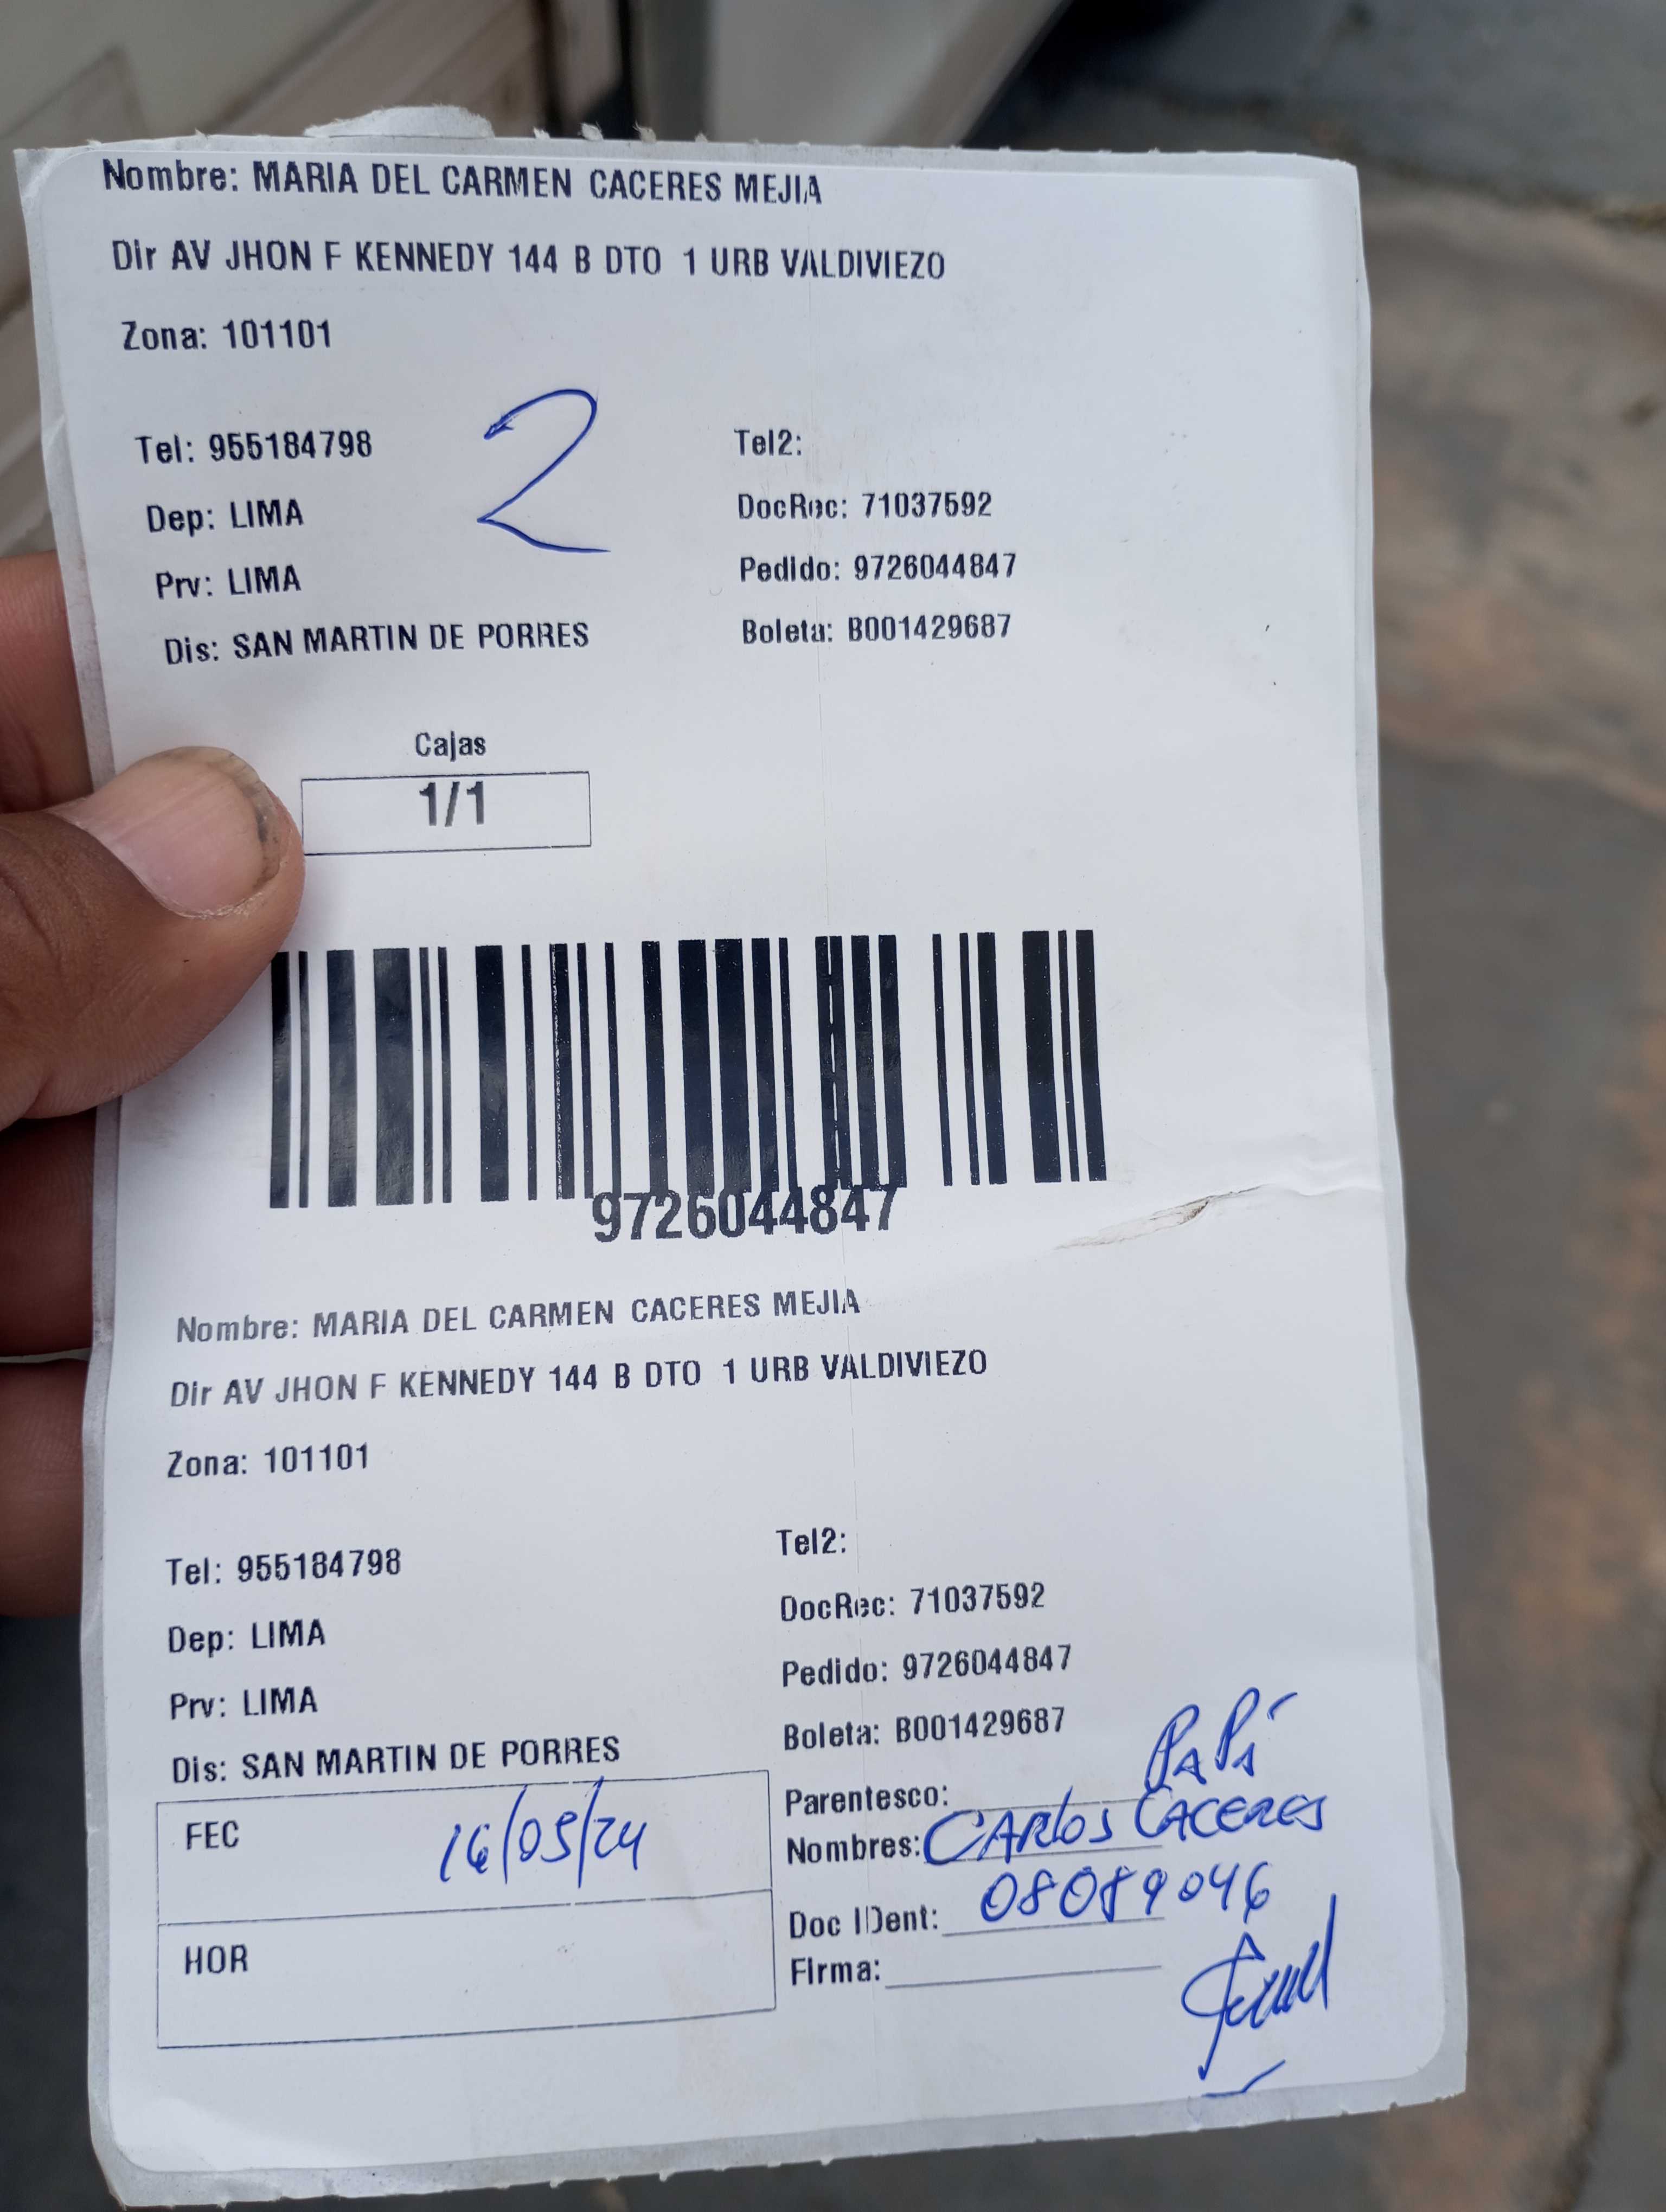 Nombre: MARIA DEL CARMEN CACERES MEJIA
Dir AV JHON F KENNEDY 144 B DTO 1 URB VALDIVIEZO
Zona: 101101
2
Tel: 955184798
Tel2:
Dep: LIMA
DocRec: 71037592
Prv: LIMA
Pedido: 9726044847
Dis: SAN MARTIN DE PORRES
Boleta: B001429687
Cajas
1/1
9726044847
Nombre: MARIA DEL CARMEN CACERES MEJIA
Dir AV JHON F KENNEDY 144 B DTO 1 URB VALDIVIEZO
Zona: 101101
Tel: 955184798
Tel2:
Dep: LIMA
DocRec: 71037592
Prv: LIMA
Pedido: 9726044847
Dis: SAN MARTIN DE PORRES
Boleta: B001429687
FEC 16/05/24
HOR
Parentesco: PAPÁ
Nombres: CARLOS CACERES
Doc IDent: 08089046
Firma: